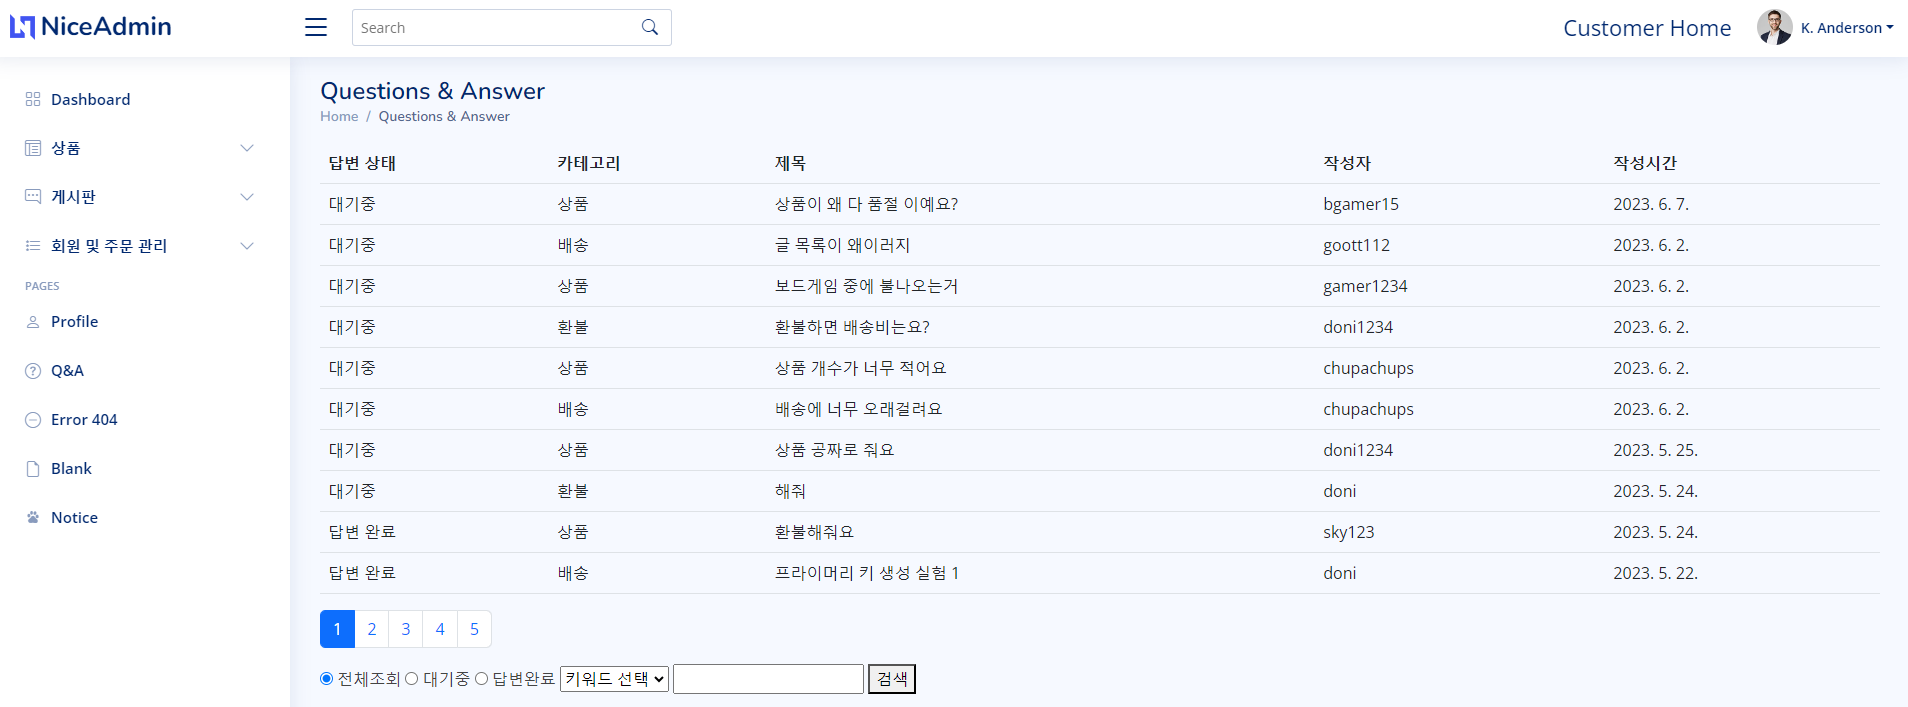 NiceAdmin
Search
Customer Home
K. Anderson
Dashboard
상품
게시판
회원 및 주문 관리
PAGES
Profile
Q&A
Error 404
Blank
Notice
Questions & Answer
Home / Questions & Answer
답변 상태 카테고리 제목 작성자 작성시간
대기중 상품 상품이 왜 다 품절 이예요? bgamer15 2023. 6. 7.
대기중 배송 글 목록이 왜이러지 goott112 2023. 6. 2.
대기중 상품 보드게임 중에 불나오는거 gamer1234 2023. 6. 2.
대기중 환불 환불하면 배송비는요? doni1234 2023. 6. 2.
대기중 상품 상품 개수가 너무 적어요 chupachups 2023. 6. 2.
대기중 배송 배송에 너무 오래걸려요 chupachups 2023. 6. 2.
대기중 상품 상품 공짜로 줘요 doni1234 2023. 5. 25.
대기중 환불 해줘 doni 2023. 5. 24.
답변 완료 상품 환불해줘요 sky123 2023. 5. 24.
답변 완료 배송 프라이머리 키 생성 실험 1 doni 2023. 5. 22.
1 2 3 4 5
전체조회 대기중 답변완료 키워드 선택 검색